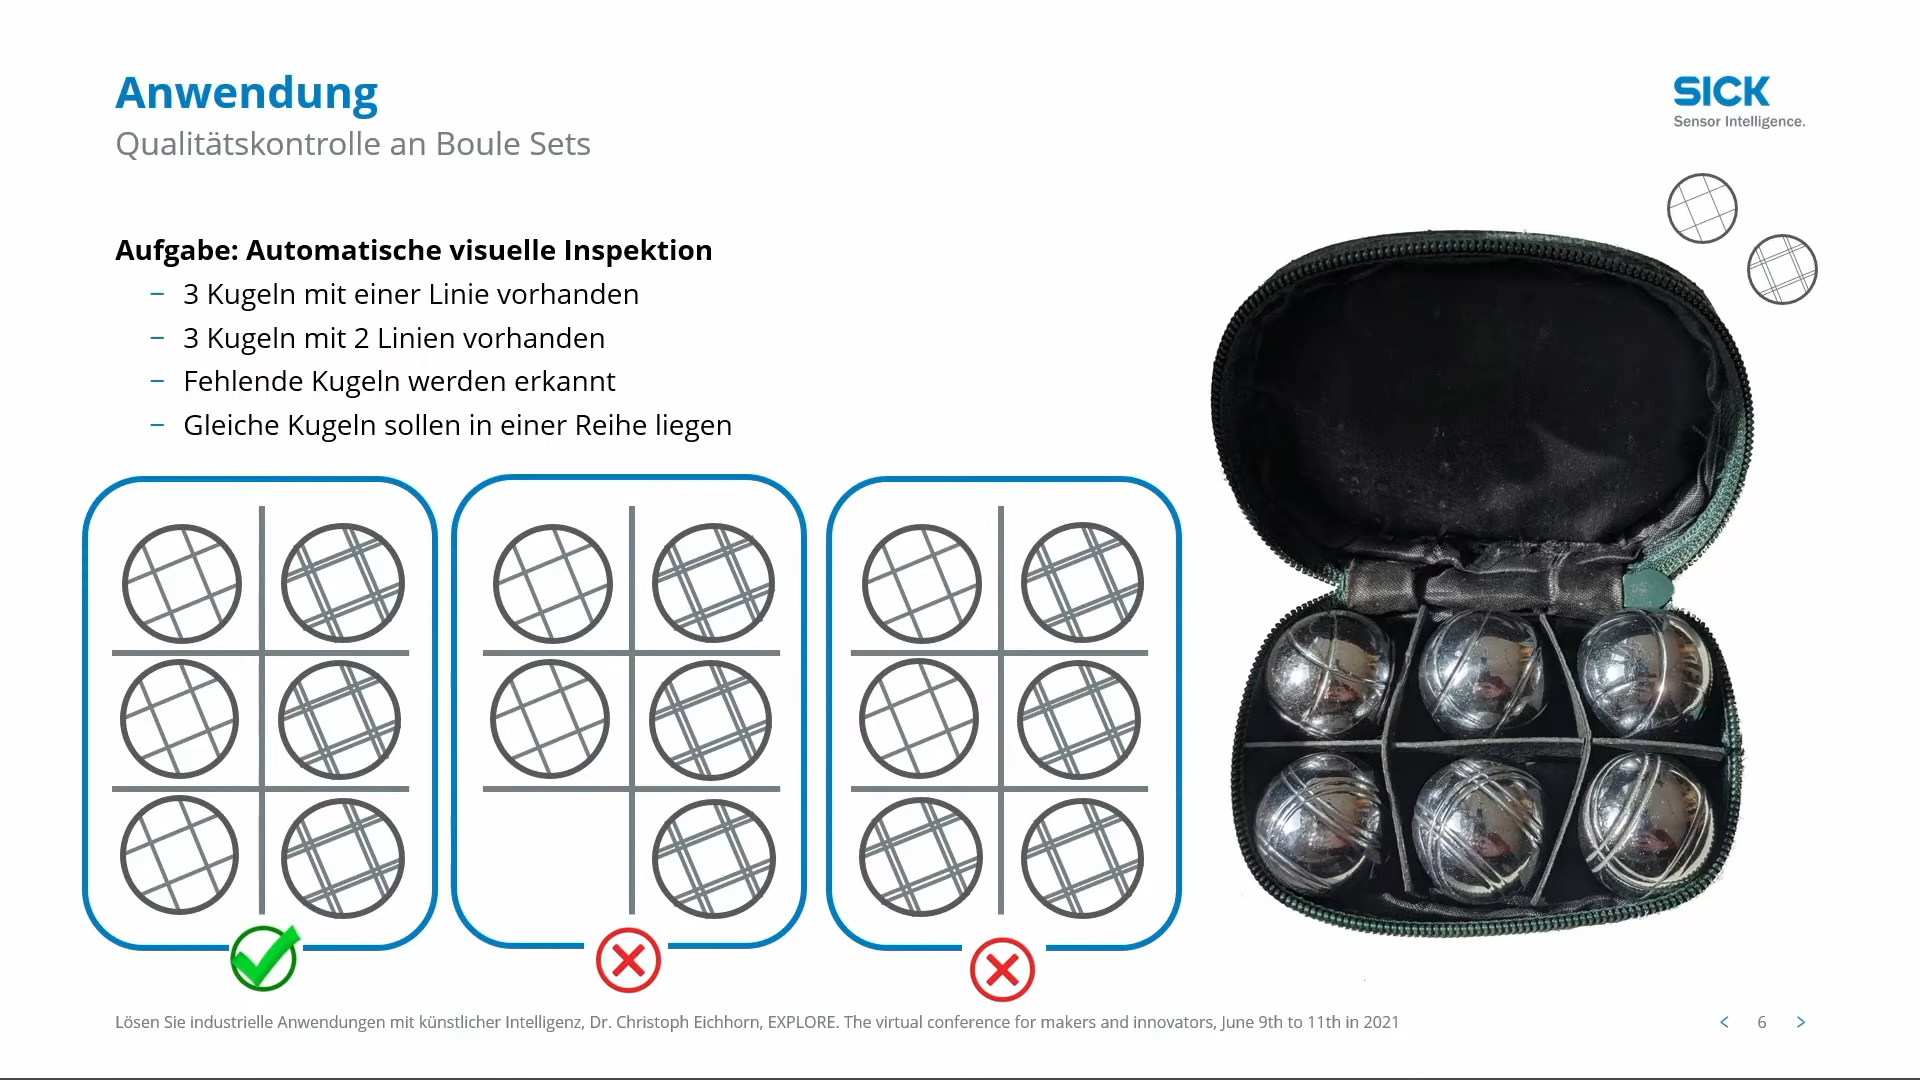 Anwendung
Qualitätskontrolle an Boule Sets
SICK
Sensor Intelligence.
Aufgabe: Automatische visuelle Inspektion
− 3 Kugeln mit einer Linie vorhanden
− 3 Kugeln mit 2 Linien vorhanden
− Fehlende Kugeln werden erkannt
− Gleiche Kugeln sollen in einer Reihe liegen
Lösen Sie industrielle Anwendungen mit künstlicher Intelligenz, Dr. Christoph Eichhorn, EXPLORE. The virtual conference for makers and innovators, June 9th to 11th in 2021
< 6 >